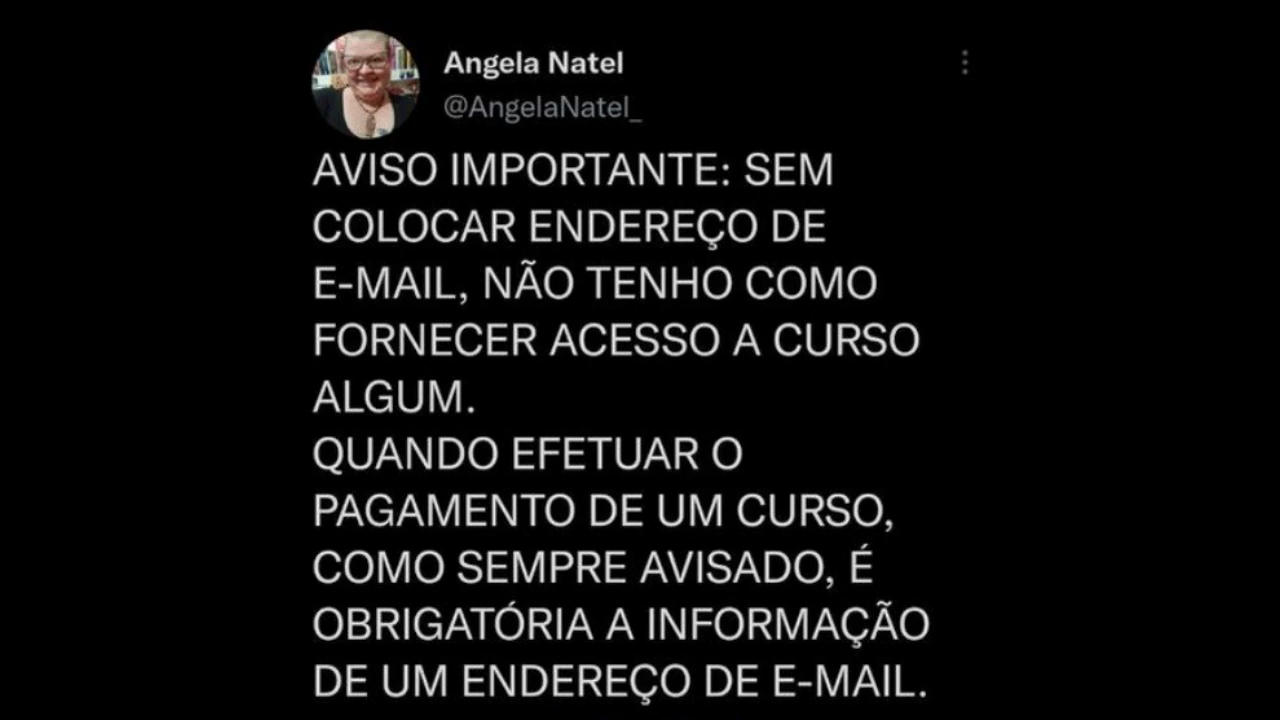 Angela Natel
@AngelaNatel_
AVISO IMPORTANTE: SEM
COLOCAR ENDEREÇO DE
E-MAIL, NÃO TENHO COMO
FORNECER ACESSO A CURSO
ALGUM.
QUANDO EFETUAR O
PAGAMENTO DE UM CURSO,
COMO SEMPRE AVISADO, É
OBRIGATÓRIA A INFORMAÇÃO
DE UM ENDEREÇO DE E-MAIL.